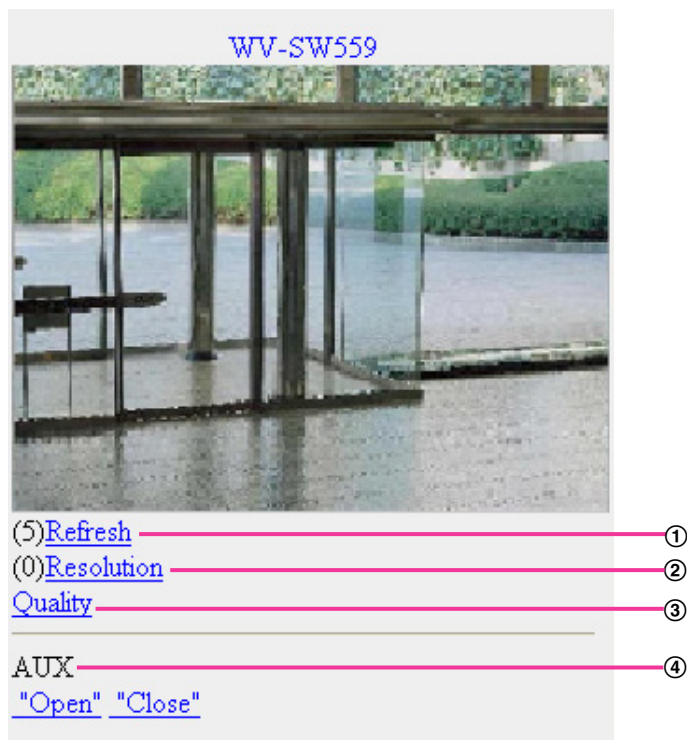 WV-SW559
(5)Refresh ①
(0)Resolution ②
Quality ③
AUX ④
"Open" "Close"